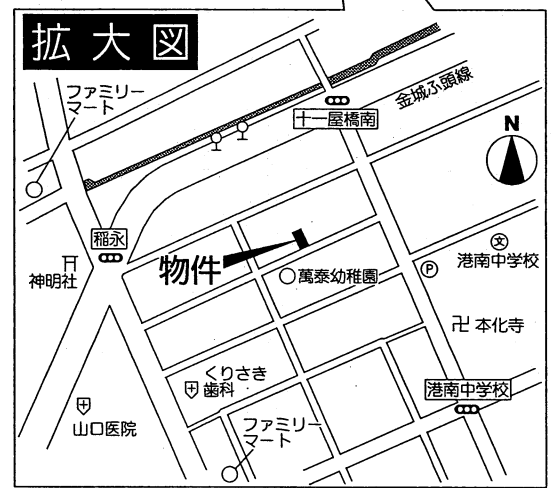 拡大図
ファミリー
マート
十一屋橋南
金城ふ頭線
N
稲永
神明社
物件
萬泰幼稚園
文
港南中学校
P
卍 本化寺
くりさき
歯科
港南中学校
山口医院
ファミリー
マート